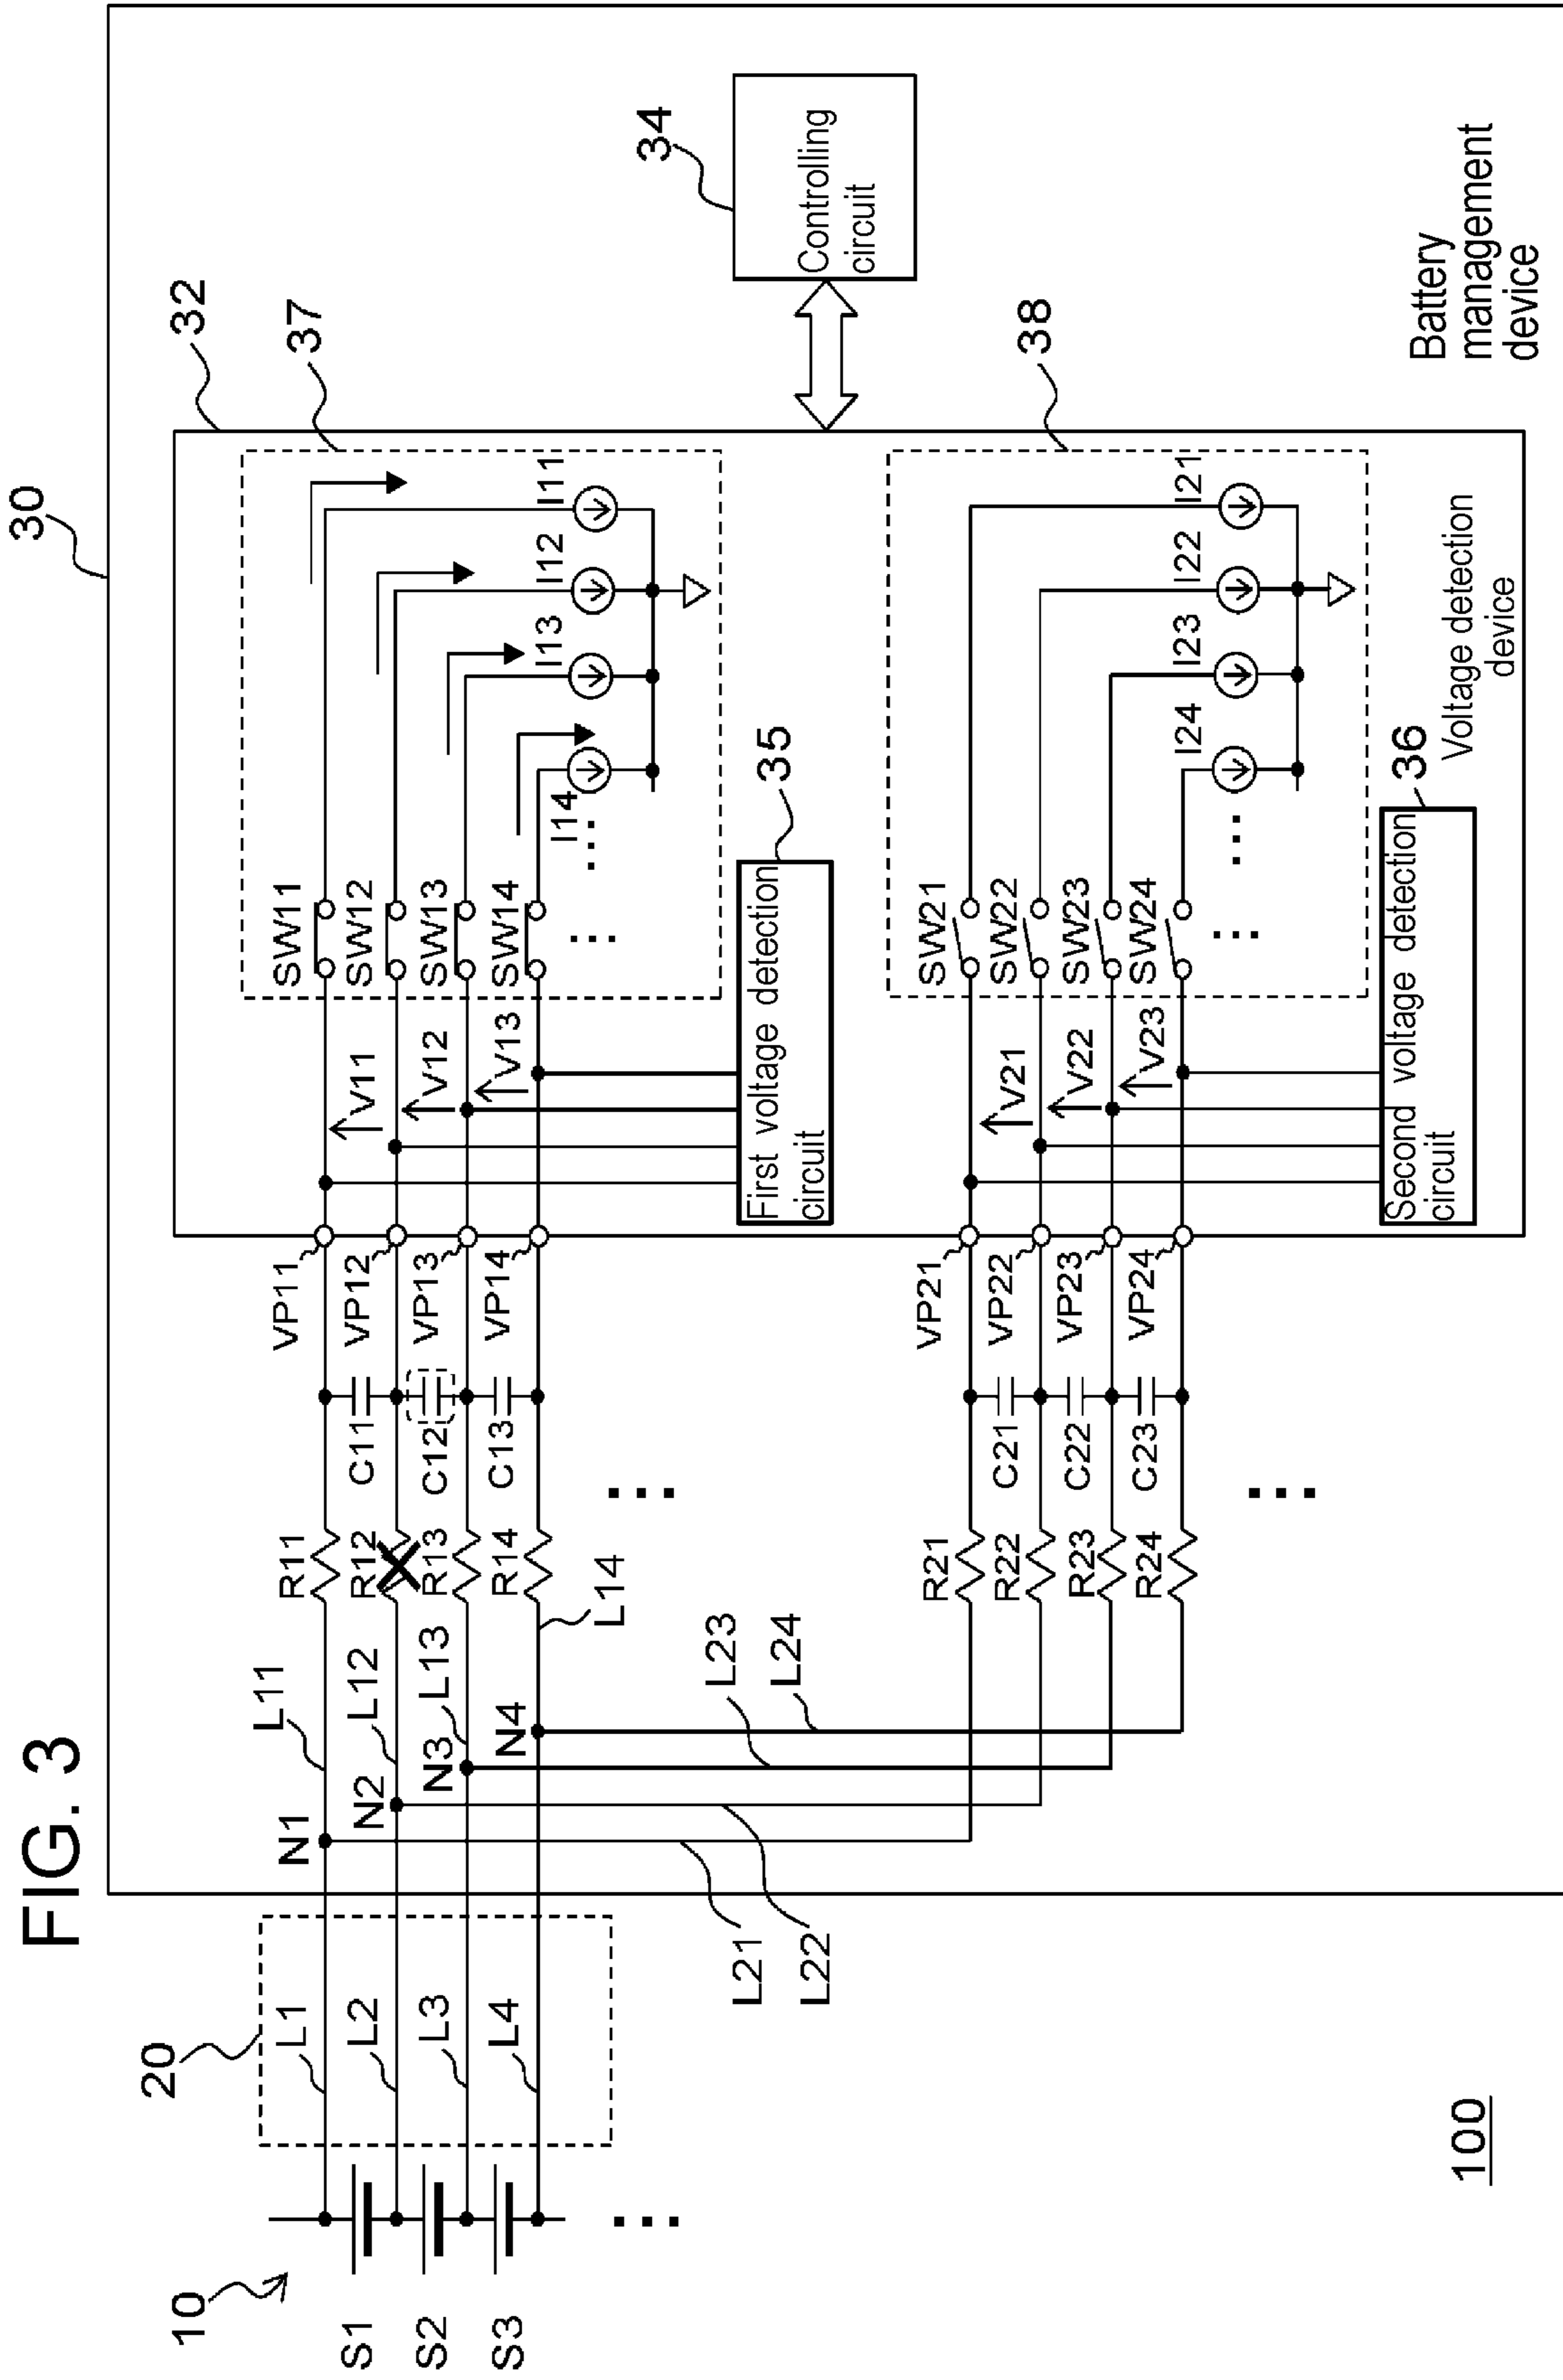 FIG. 3
30
32
37
34
Controlling
circuit
10
20
S1
S2
S3
L1
L2
L3
L4
N1
N2
N3
N4
L11
L12
L13
L14
L21
L22
L23
L24
R11
R12
R13
R14
C11
C12
C13
VP11
VP12
VP13
VP14
V11
V12
V13
SW11
SW12
SW13
SW14
...
I11
I12
I13
I14
...
First voltage detection
circuit
35
...
...
38
R21
R22
R23
R24
C21
C22
C23
VP21
VP22
VP23
VP24
V21
V22
V23
SW21
SW22
SW23
SW24
...
I21
I22
I23
I24
...
Second voltage detection
circuit
36
...
Voltage detection
device
Battery
management
device
100